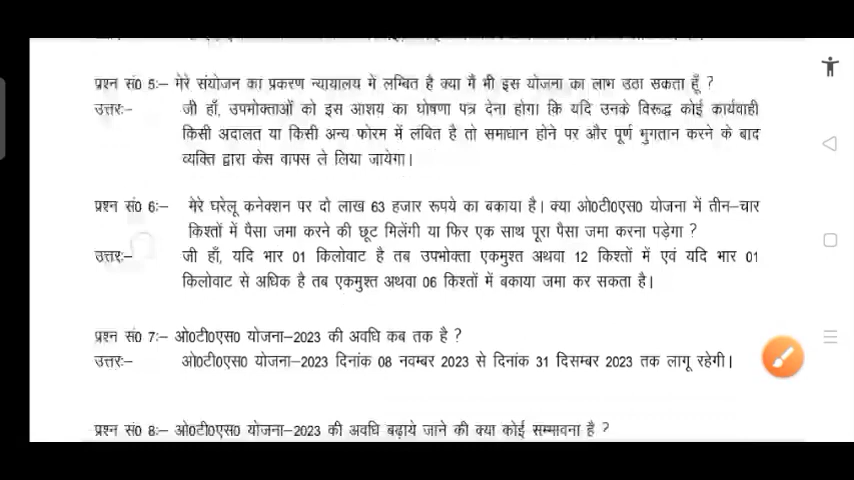 प्रश्न सं0 5:– मेरे संयोजन का प्रकरण न्यायालय मे लम्बित है क्या मै भी इस योजना का लाभ उठा सकता हूँ ?
उत्तरः– जी हाँ, उपभोक्ताओं को इस आशय का घोषणा पत्र देना होगा। कि यदि उनके विरूद्ध कोई कार्यवाही
किसी अदालत या किसी अन्य फोरम में लंबित है तो समाधान होने पर और पूर्ण भुगतान करने के बाद
व्यक्ति द्वारा केस वापस ले लिया जायेगा।
प्रश्न सं0 6:– मेरे घरेलू कनेक्शन पर दो लाख 63 हजार रूपये का बकाया है। क्या ओ0टी0एस0 योजना में तीन–चार
किश्तों में पैसा जमा करने की छूट मिलेंगी या फिर एक साथ पूरा पैसा जमा करना पड़ेगा ?
उत्तरः– जी हाँ, यदि भार 01 किलोवाट है तब उपभोक्ता एकमुश्त अथवा 12 किश्तों में एवं यदि भार 01
किलोवाट से अधिक है तब एकमुश्त अथवा 06 किश्तों में बकाया जमा कर सकता है।
प्रश्न सं0 7:– ओ0टी0एस0 योजना–2023 की अवधि कब तक है ?
उत्तरः– ओ0टी0एस0 योजना–2023 दिनांक 08 नवम्बर 2023 से दिनांक 31 दिसम्बर 2023 तक लागू रहेगी।
प्रश्न सं0 8:– ओ0टी0एस0 योजना–2023 की अवधि बढ़ाये जाने की क्या कोई सम्भावना है ?